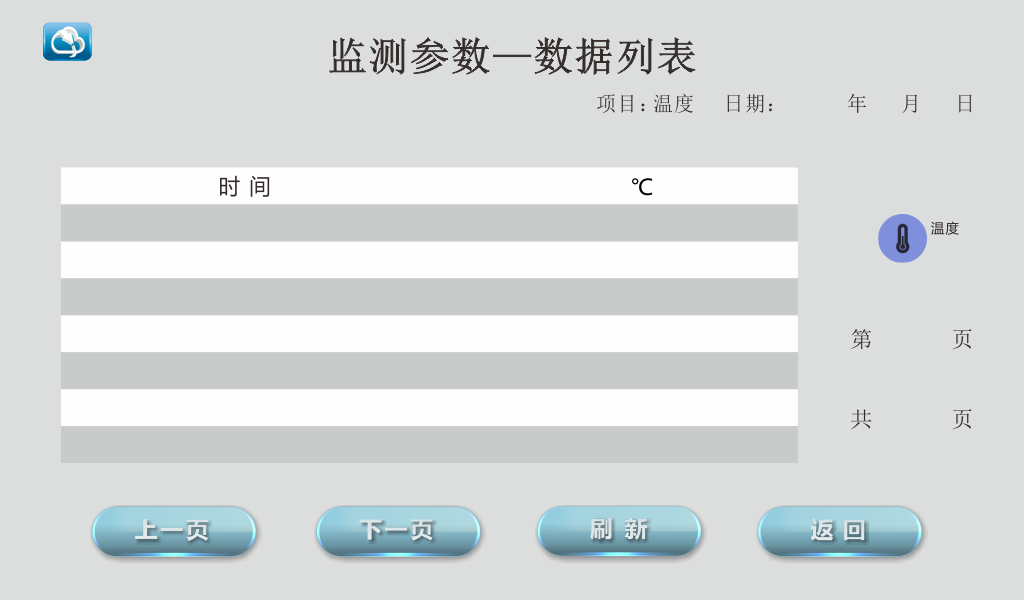 监测参数—数据列表
项目:温度 日期: 年 月 日
时间 ℃
温度
第 页
共 页
上一页 下一页 刷新 返回